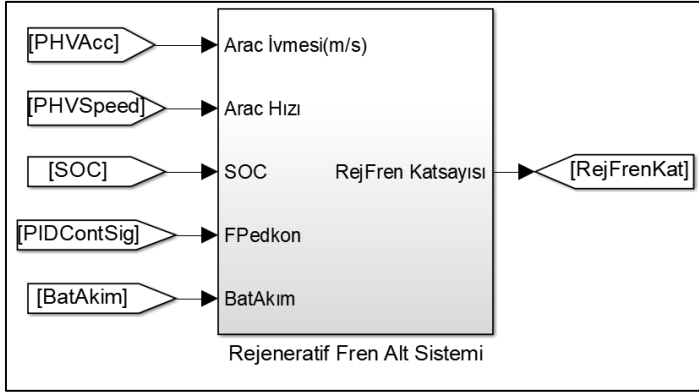 [PHVAcc]
Arac İvmesi(m/s)
[PHVSpeed]
Arac Hızı
[SOC]
SOC
RejFren Katsayısı
[RejFrenKat]
[PIDContSig]
FPedkon
[BatAkim]
BatAkım
Rejeneratif Fren Alt Sistemi